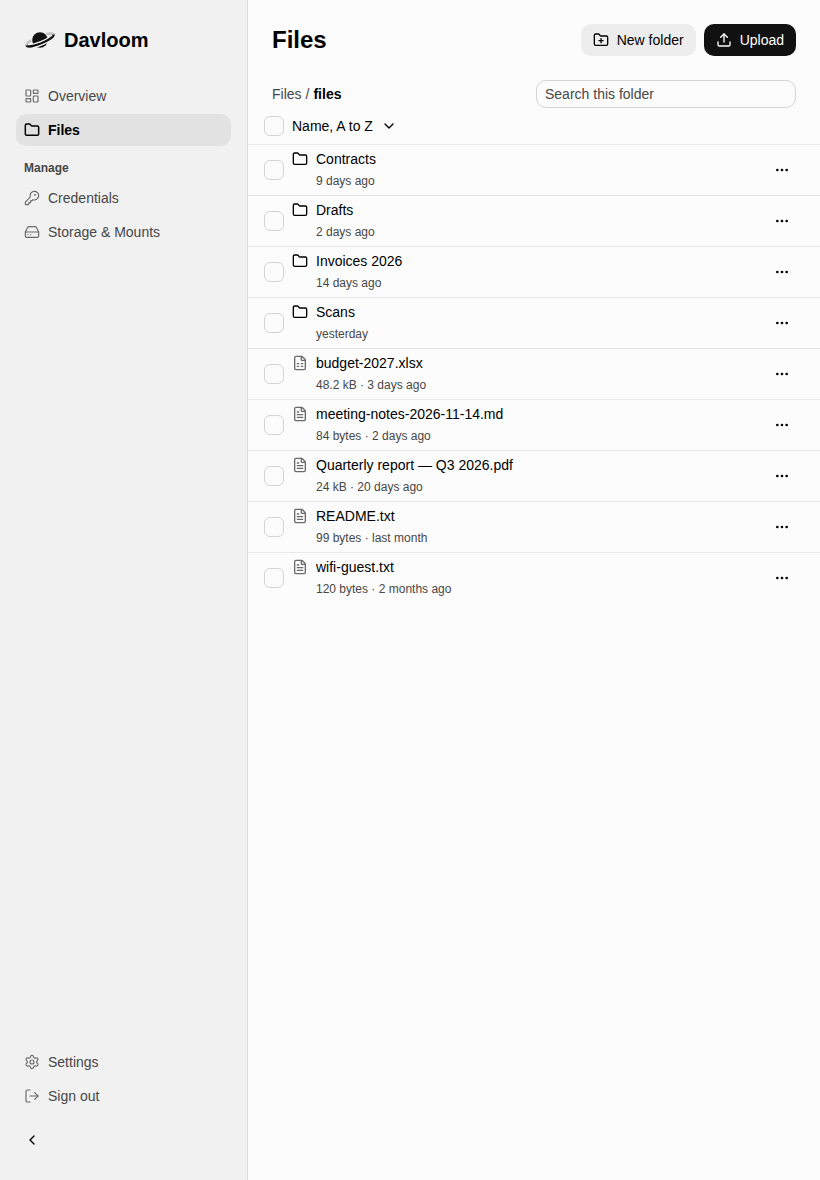 Davloom
Overview
Files
Manage
Credentials
Storage & Mounts
Settings
Sign out
Files
New folder
Upload
Files / files
Search this folder
Name, A to Z
Contracts
9 days ago
Drafts
2 days ago
Invoices 2026
14 days ago
Scans
yesterday
budget-2027.xlsx
48.2 kB · 3 days ago
meeting-notes-2026-11-14.md
84 bytes · 2 days ago
Quarterly report — Q3 2026.pdf
24 kB · 20 days ago
README.txt
99 bytes · last month
wifi-guest.txt
120 bytes · 2 months ago